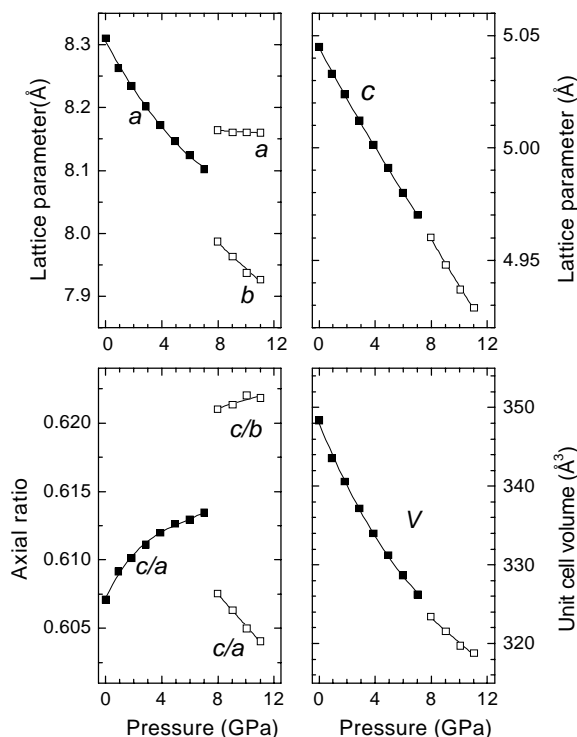 8.3
8.2
8.1
8.0
7.9
Lattice parameter(Å)
a
a
b
0 4 8 12
5.05
5.00
4.95
Lattice parameter (Å)
c
0 4 8 12
0.620
0.615
0.610
0.605
Axial ratio
c/b
c/a
c/a
0 4 8 12
Pressure (GPa)
350
340
330
320
Unit cell volume (Å³)
V
0 4 8 12
Pressure (GPa)